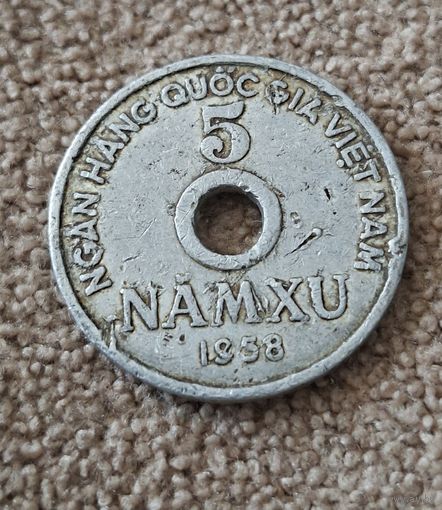 NGÂN HÀNG QUỐC GIA VIỆT NAM
5
NĂM XU
1958